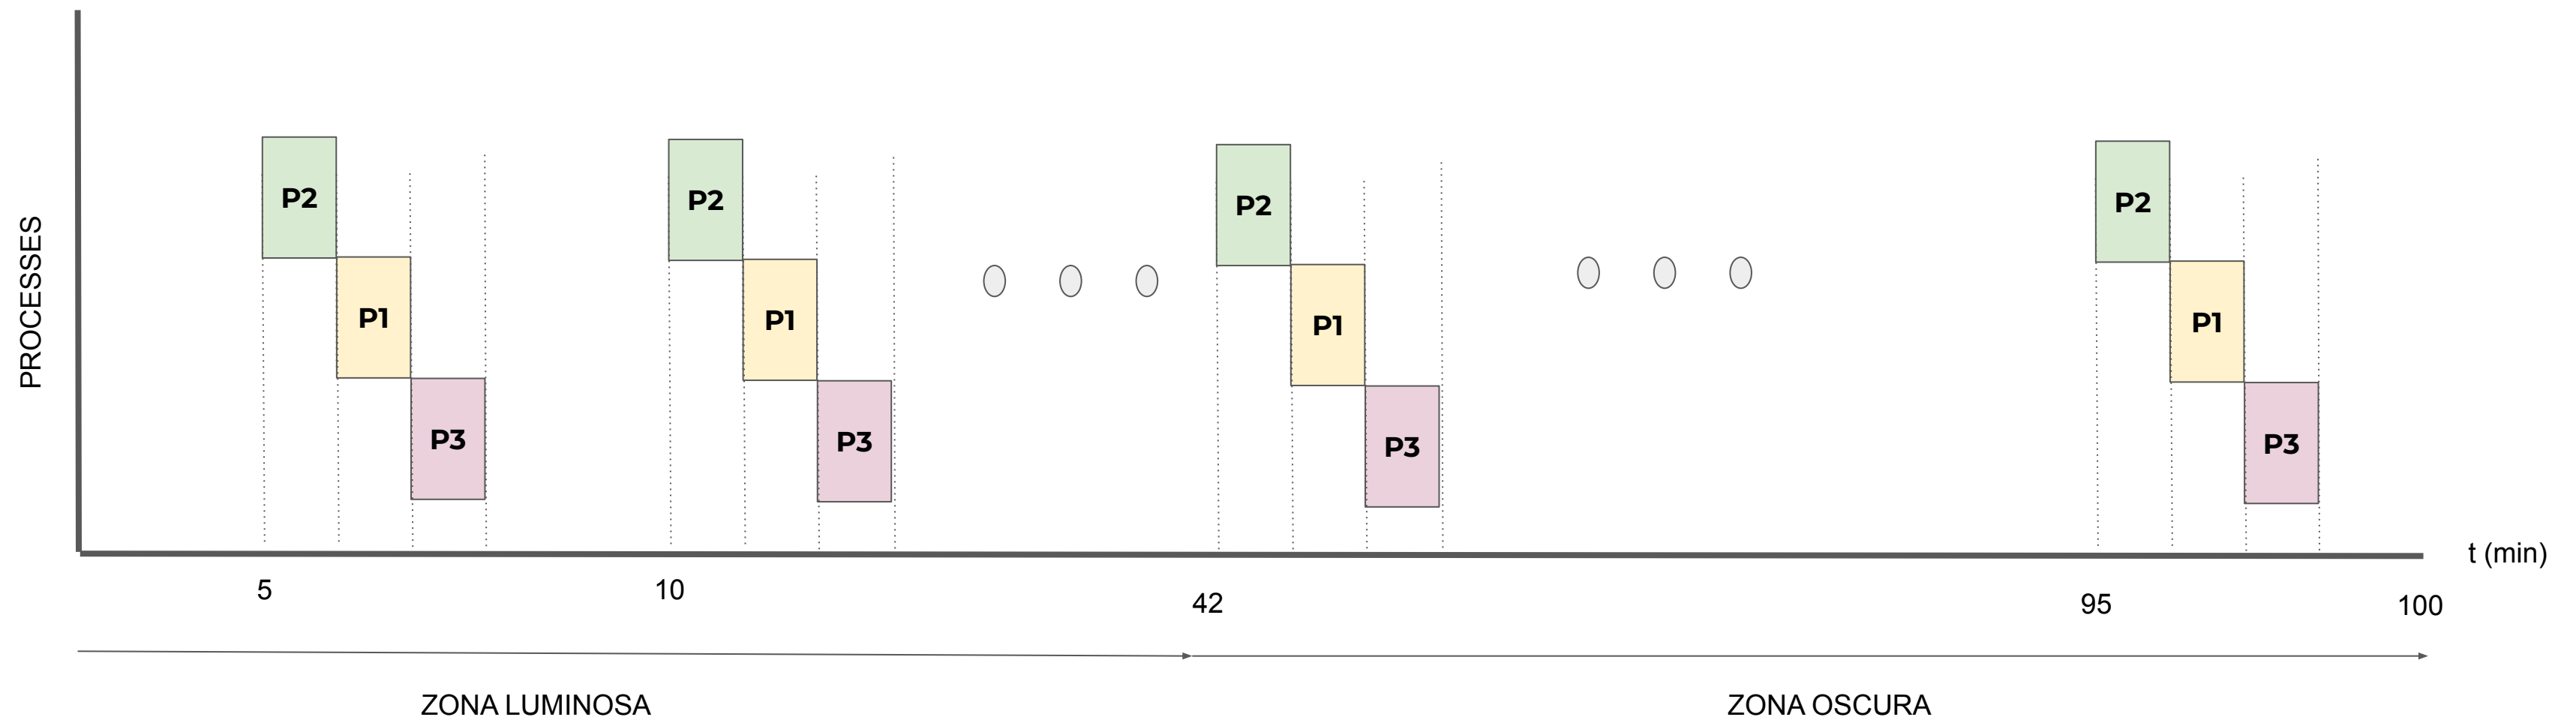 PROCESSES
P2
P1
P3
P2
P1
P3
P2
P1
P3
P2
P1
P3
t (min)
5
10
42
95
100
ZONA LUMINOSA
ZONA OSCURA